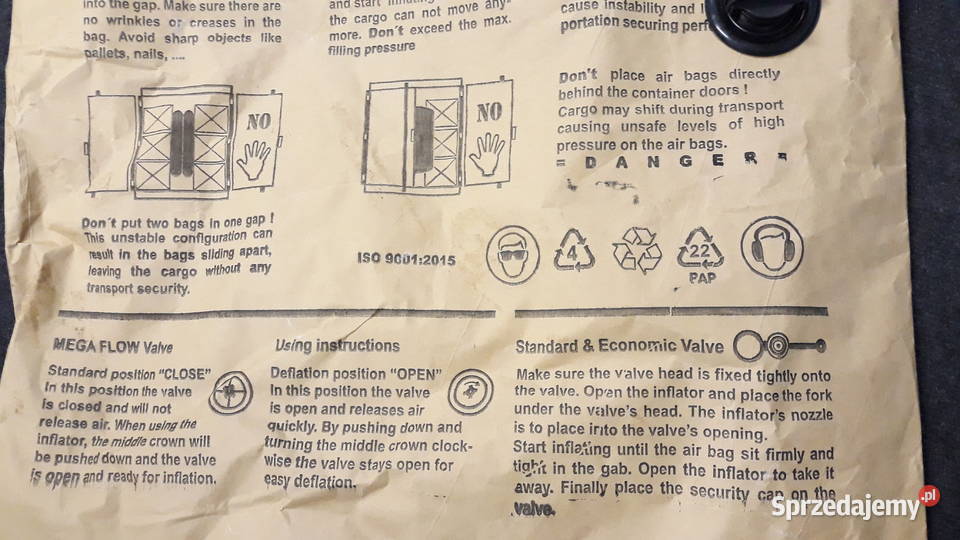 into the gap. Make sure there are
no wrinkles or creases in the
bag. Avoid sharp objects like
pallets, nails, ....
and start
the cargo can not move any-
more. Don´t exceed the max.
filling pressure
cause instability and
portation securing
NO
Don´t put two bags in one gap !
This unstable configuration can
result in the bags sliding apart,
leaving the cargo without any
transport security.
NO
Don't place air bags directly
behind the container doors !
Cargo may shift during transport
causing unsafe levels of high
pressure on the air bags.
= D A N G E R =
ISO 9001:2015
4
22
PAP
MEGA FLOW Valve
Standard position "CLOSE"
In this position the valve
is closed and will not
release air. When using the
inflator, the middle crown will
be pushed down and the valve
is open and ready for inflation.
Using instructions
Deflation position "OPEN"
In this position the valve
is open and releases air
quickly. By pushing down and
turning the middle crown clock-
wise the valve stays open for
easy deflation.
Standard & Economic Valve
Make sure the valve head is fixed tightly onto
the valve. Open the inflator and place the fork
under the valve's head. The inflator's nozzle
is to place into the valve's opening.
Start inflating until the air bag sit firmly and
tight in the gab. Open the inflator to take it
away. Finally place the security cap on the
valve.
Sprzedajemy.pl